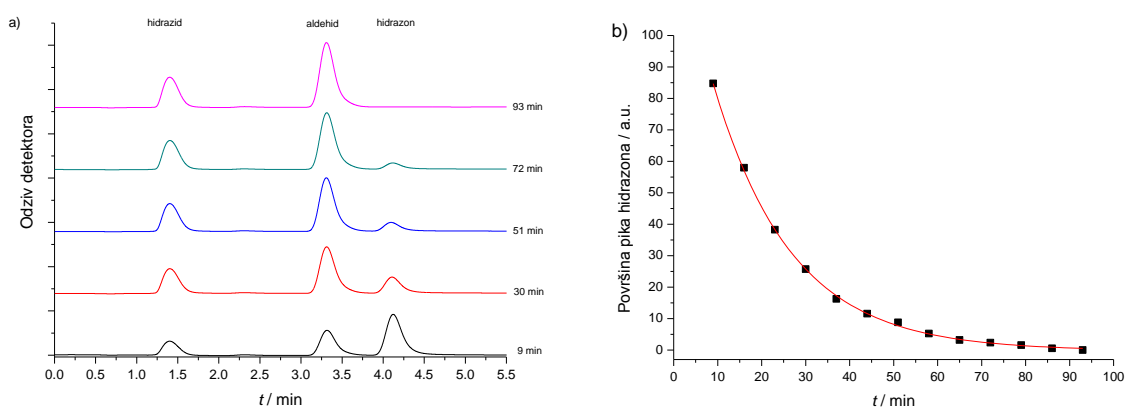 a)
hidrazid
aldehid
hidrazon
93 min
72 min
51 min
30 min
9 min
Odziv detektora
0.0 0.5 1.0 1.5 2.0 2.5 3.0 3.5 4.0 4.5 5.0 5.5
t / min
b)
100
90
80
70
60
50
40
30
20
10
0
Površina pika hidrazona / a.u.
0 10 20 30 40 50 60 70 80 90 100
t / min